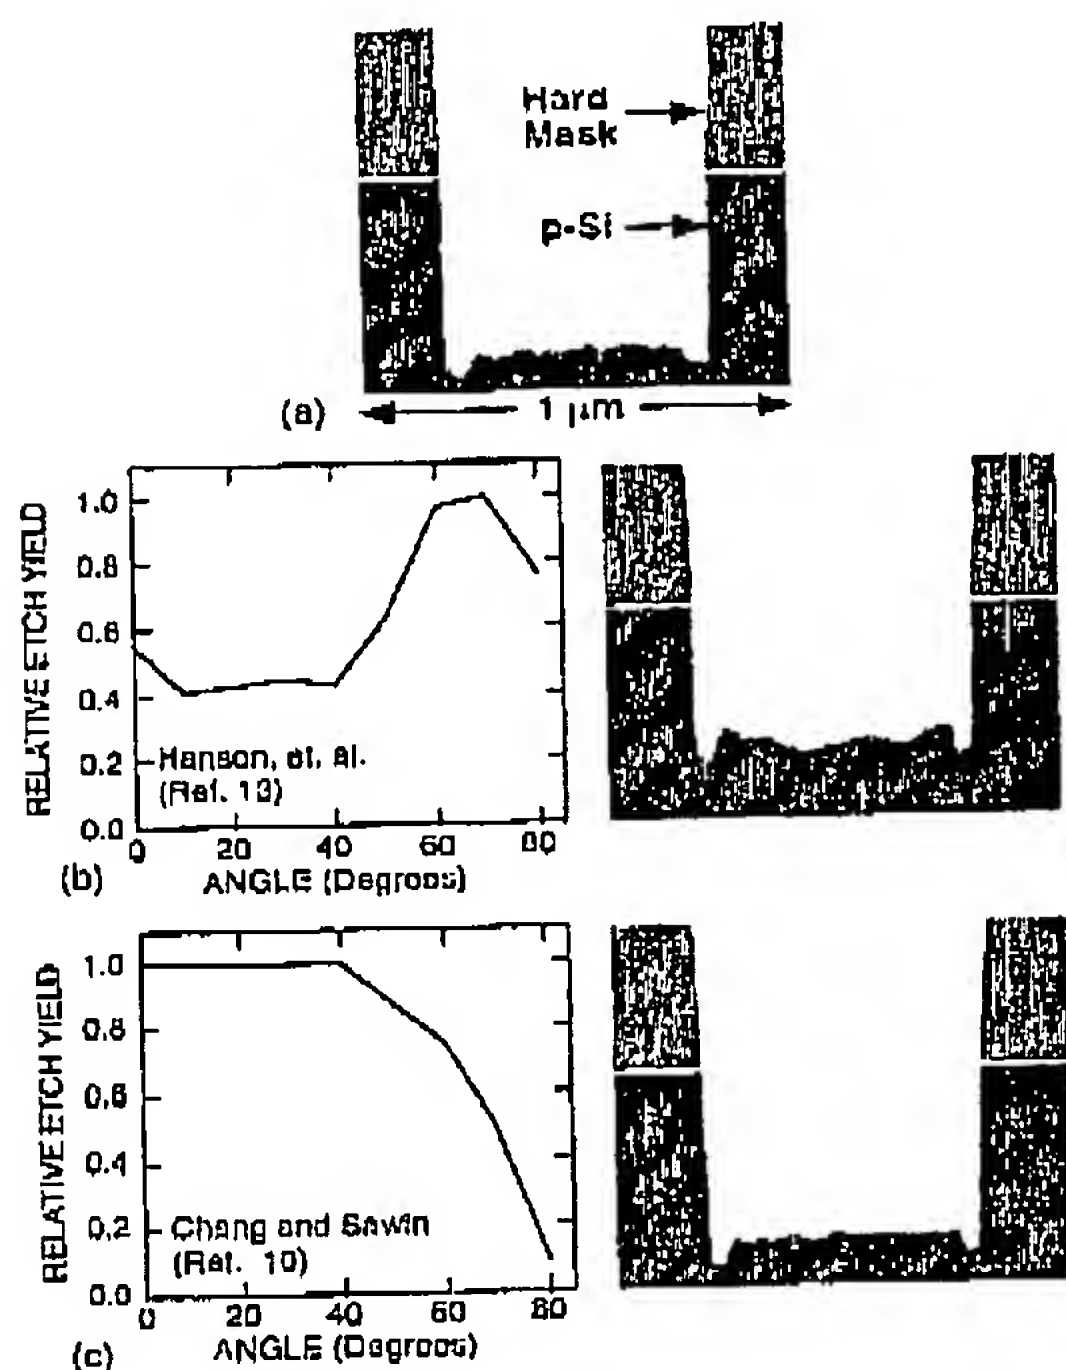 Hard
Mask
p-Si
(a)
1 μm
RELATIVE ETCH YIELD
1.0
0.8
0.6
0.4
0.2
0.0
Hanson, et. al.
(Ref. 13)
0 20 40 60 80
(b)
ANGLE (Degrees)
RELATIVE ETCH YIELD
1.0
0.8
0.6
0.4
0.2
0.0
Chang and Sawin
(Ref. 10)
0 20 40 60 80
(c)
ANGLE (Degrees)